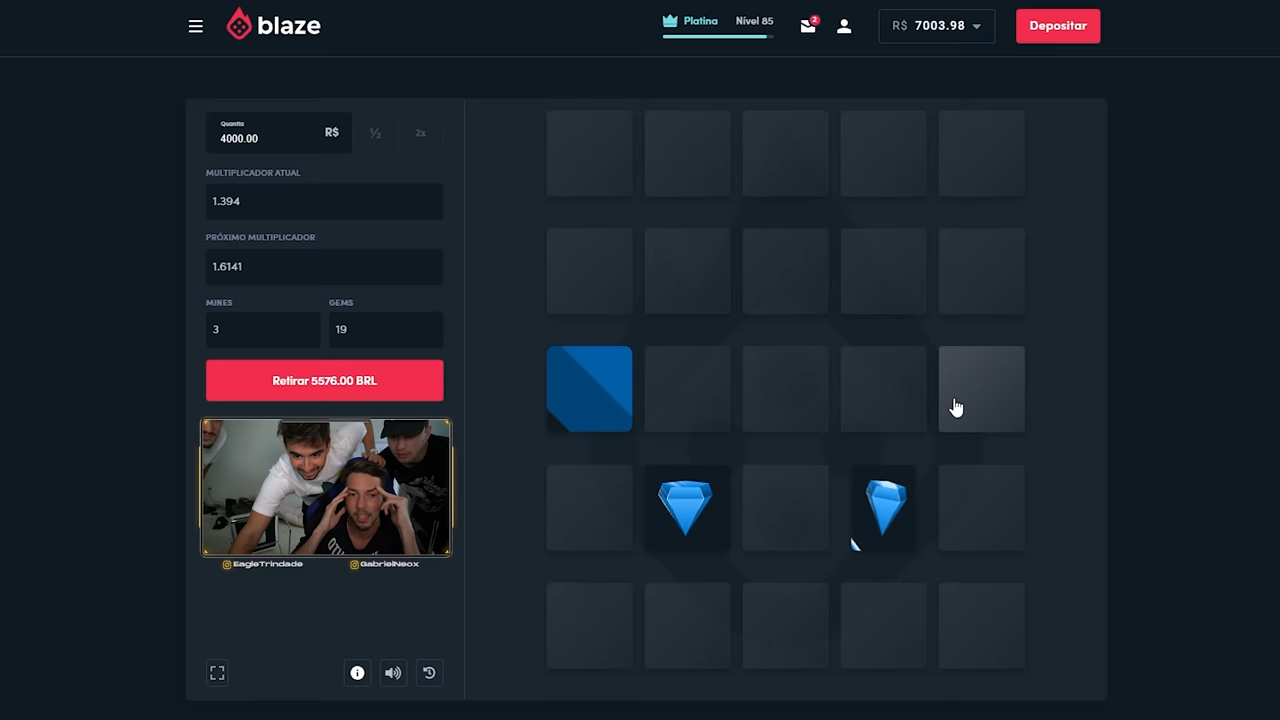 blaze
Platina
Nível 85
2
R$ 7003.98
Depositar
Quantia
4000.00
R$
½
2x
MULTIPLICADOR ATUAL
1.394
PRÓXIMO MULTIPLICADOR
1.6141
MINES
GEMS
3
19
Retirar 5576.00 BRL
EagleTrindade
GabrielNeox